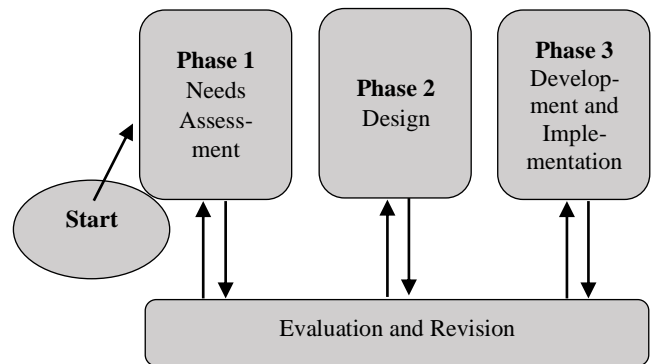 Phase 1
Needs
Assess-
ment
Phase 2
Design
Phase 3
Develop-
ment and
Imple-
mentation
Start
Evaluation and Revision